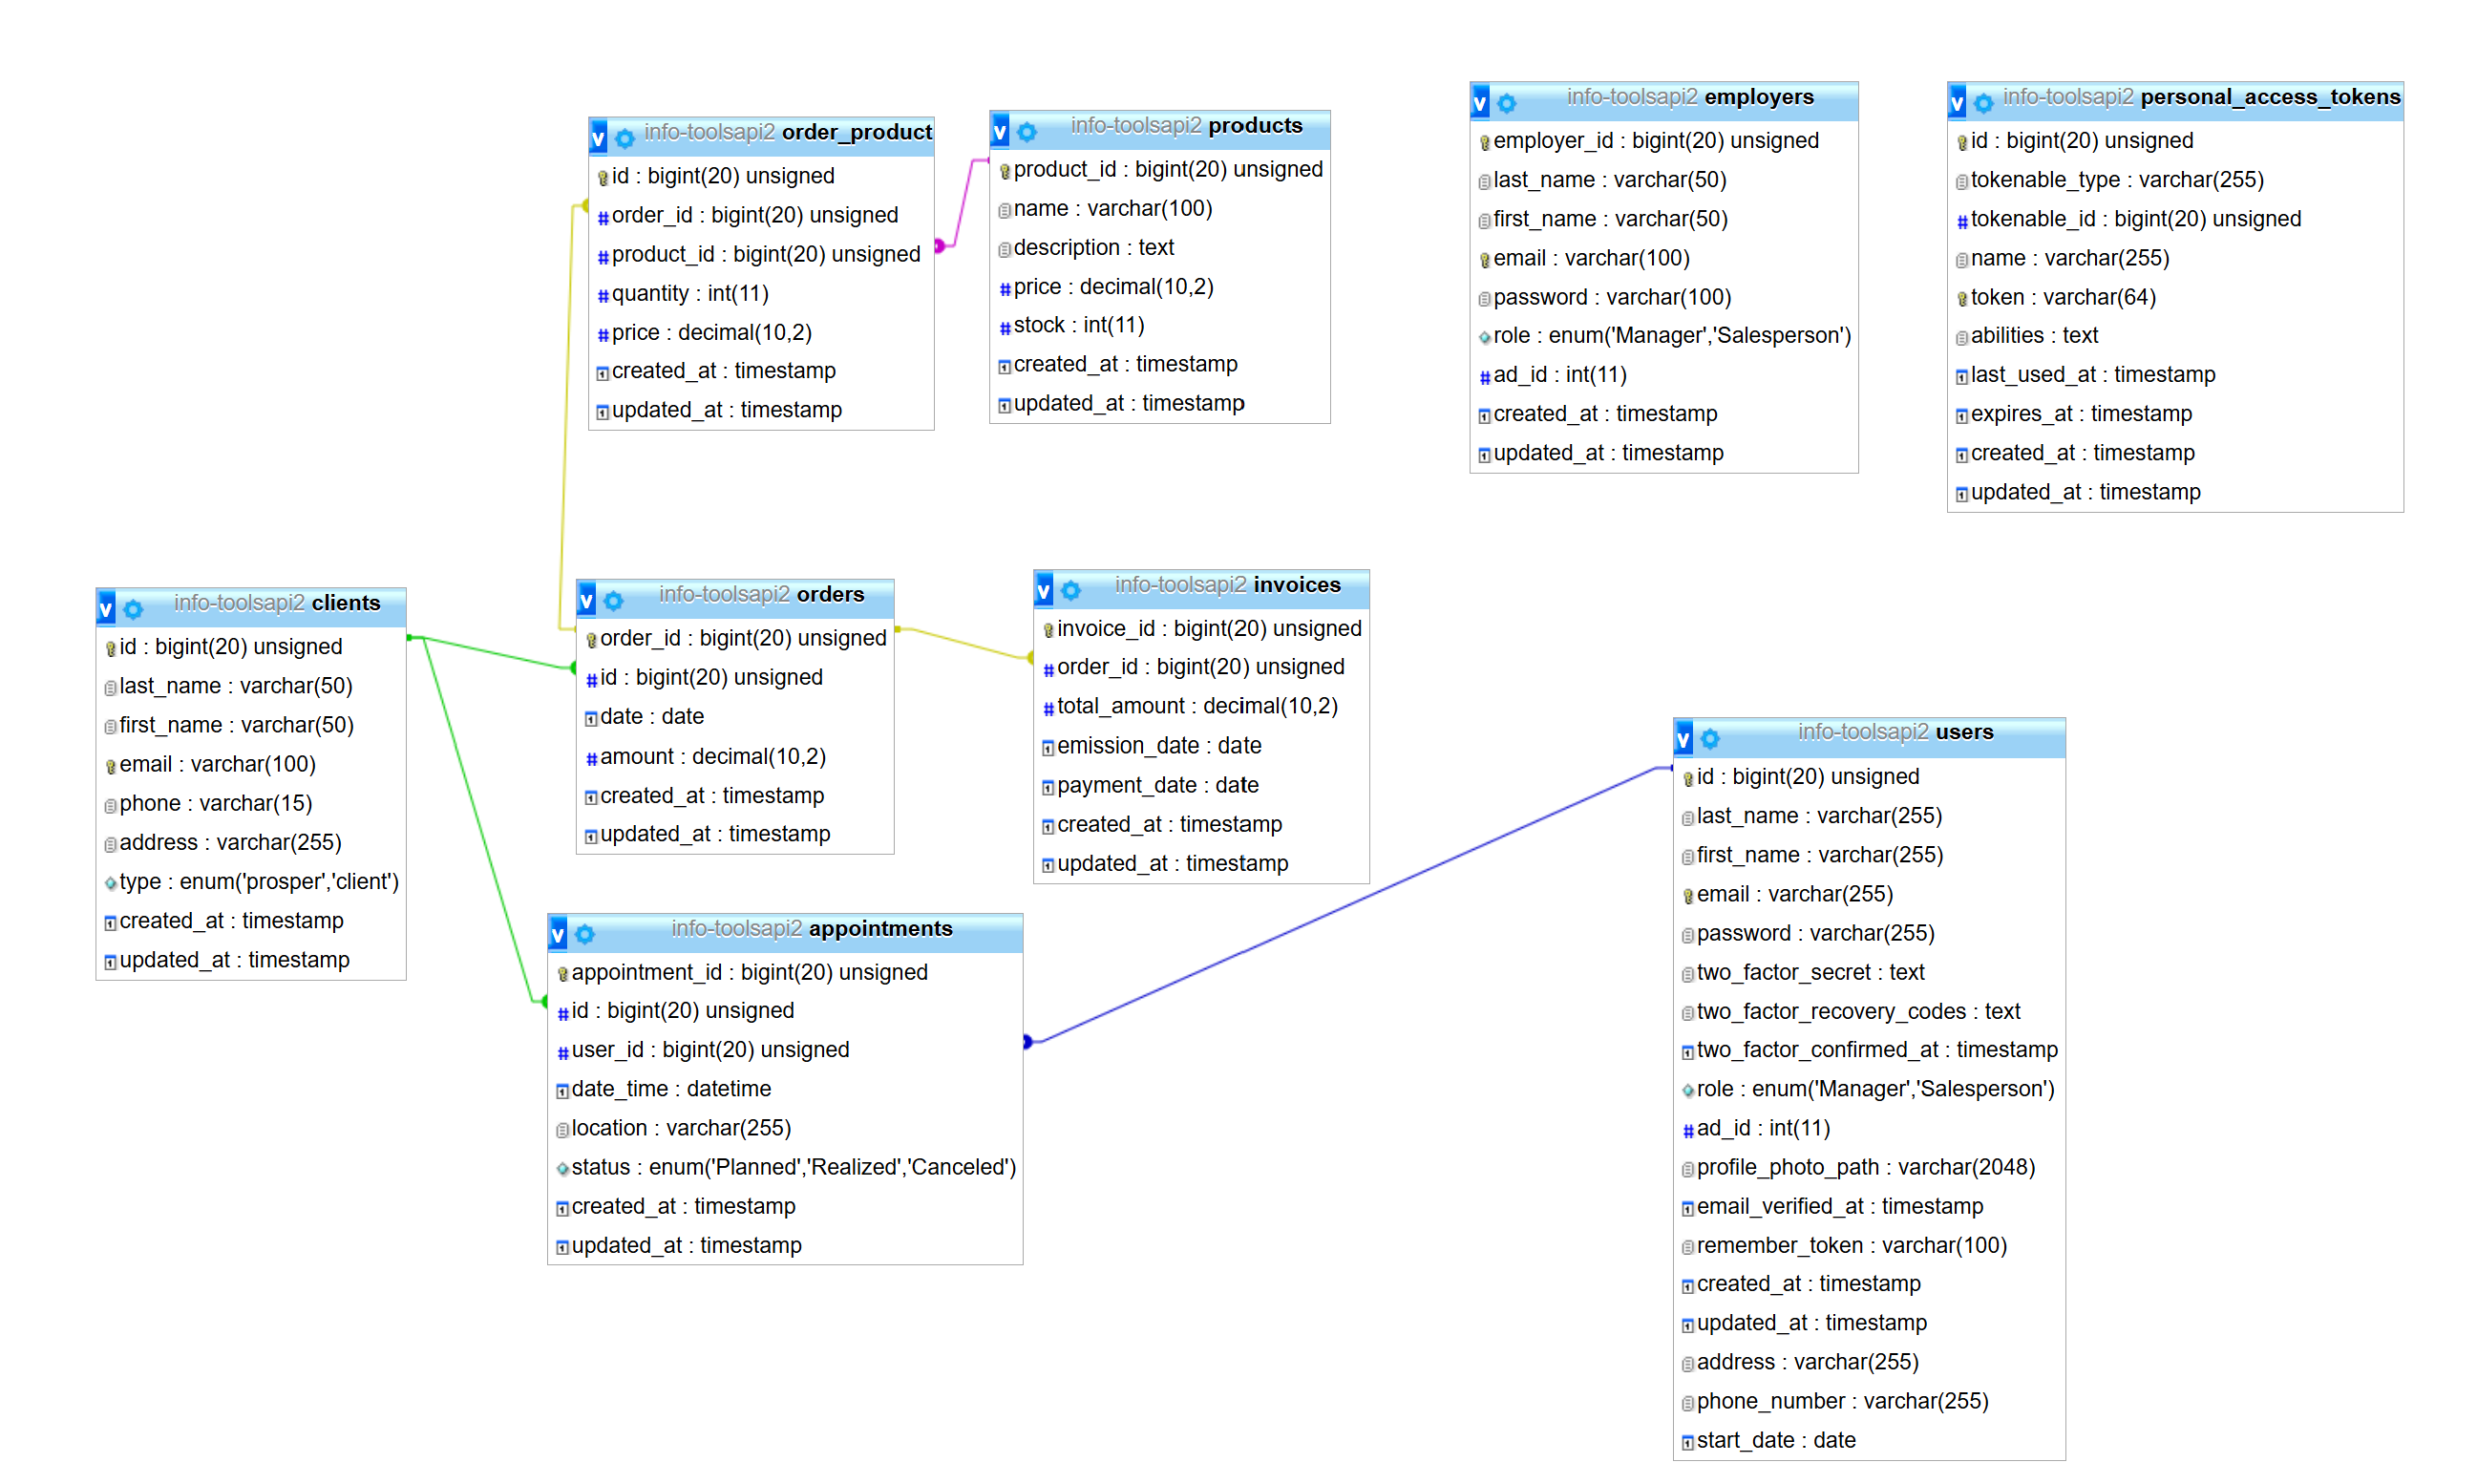 info-toolsapi2 order_product
id : bigint(20) unsigned
order_id : bigint(20) unsigned
product_id : bigint(20) unsigned
quantity : int(11)
price : decimal(10,2)
created_at : timestamp
updated_at : timestamp
info-toolsapi2 products
product_id : bigint(20) unsigned
name : varchar(100)
description : text
price : decimal(10,2)
stock : int(11)
created_at : timestamp
updated_at : timestamp
info-toolsapi2 employers
employer_id : bigint(20) unsigned
last_name : varchar(50)
first_name : varchar(50)
email : varchar(100)
password : varchar(100)
role : enum('Manager','Salesperson')
ad_id : int(11)
created_at : timestamp
updated_at : timestamp
info-toolsapi2 personal_access_tokens
id : bigint(20) unsigned
tokenable_type : varchar(255)
tokenable_id : bigint(20) unsigned
name : varchar(255)
token : varchar(64)
abilities : text
last_used_at : timestamp
expires_at : timestamp
created_at : timestamp
updated_at : timestamp
info-toolsapi2 clients
id : bigint(20) unsigned
last_name : varchar(50)
first_name : varchar(50)
email : varchar(100)
phone : varchar(15)
address : varchar(255)
type : enum('prosper','client')
created_at : timestamp
updated_at : timestamp
info-toolsapi2 orders
order_id : bigint(20) unsigned
id : bigint(20) unsigned
date : date
amount : decimal(10,2)
created_at : timestamp
updated_at : timestamp
info-toolsapi2 invoices
invoice_id : bigint(20) unsigned
order_id : bigint(20) unsigned
total_amount : decimal(10,2)
emission_date : date
payment_date : date
created_at : timestamp
updated_at : timestamp
info-toolsapi2 appointments
appointment_id : bigint(20) unsigned
id : bigint(20) unsigned
user_id : bigint(20) unsigned
date_time : datetime
location : varchar(255)
status : enum('Planned','Realized','Canceled')
created_at : timestamp
updated_at : timestamp
info-toolsapi2 users
id : bigint(20) unsigned
last_name : varchar(255)
first_name : varchar(255)
email : varchar(255)
password : varchar(255)
two_factor_secret : text
two_factor_recovery_codes : text
two_factor_confirmed_at : timestamp
role : enum('Manager','Salesperson')
ad_id : int(11)
profile_photo_path : varchar(2048)
email_verified_at : timestamp
remember_token : varchar(100)
created_at : timestamp
updated_at : timestamp
address : varchar(255)
phone_number : varchar(255)
start_date : date